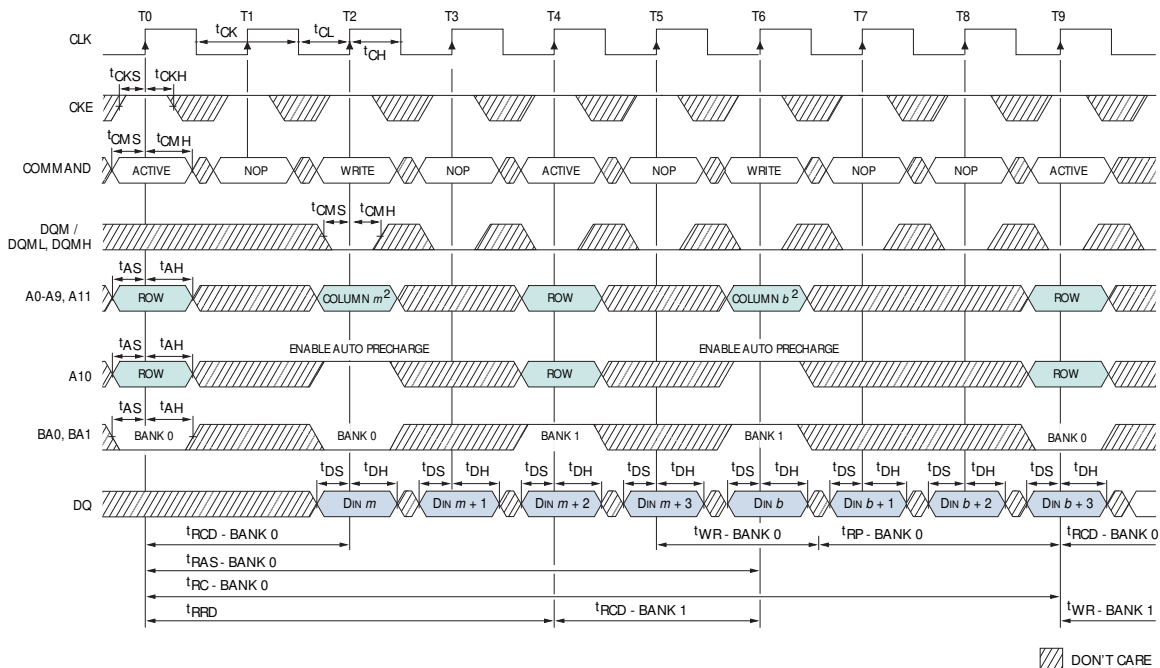 T0 T1 T2 T3 T4 T5 T6 T7 T8 T9
CLK
tCK tCL
tCH
tCKS tCKH
CKE
tCMS tCMH
COMMAND ACTIVE NOP WRITE NOP ACTIVE NOP WRITE NOP NOP ACTIVE
tCMS tCMH
DQM /
DQML, DQMH
tAS tAH
A0-A9, A11 ROW COLUMN m2 ROW COLUMN b2 ROW
tAS tAH ENABLE AUTO PRECHARGE ENABLE AUTO PRECHARGE
A10 ROW ROW ROW
tAS tAH
BA0, BA1 BANK 0 BANK 0 BANK 1 BANK 1 BANK 0
tDS tDH tDS tDH tDS tDH tDS tDH tDS tDH tDS tDH tDS tDH tDS tDH
DQ DIN m DIN m + 1 DIN m + 2 DIN m + 3 DIN b DIN b + 1 DIN b + 2 DIN b + 3
tRCD - BANK 0 tWR - BANK 0 tRP - BANK 0 tRCD - BANK 0
tRAS - BANK 0
tRC - BANK 0
tRRD tRCD - BANK 1 tWR - BANK 1
DON'T CARE